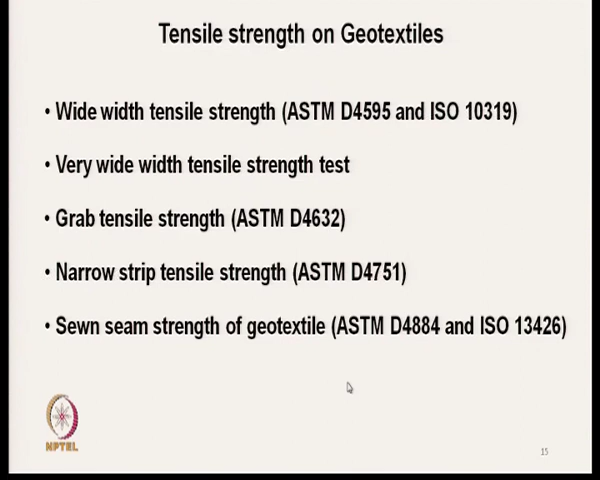 Tensile strength on Geotextiles
• Wide width tensile strength (ASTM D4595 and ISO 10319)
• Very wide width tensile strength test
• Grab tensile strength (ASTM D4632)
• Narrow strip tensile strength (ASTM D4751)
• Sewn seam strength of geotextile (ASTM D4884 and ISO 13426)
NPTEL
15